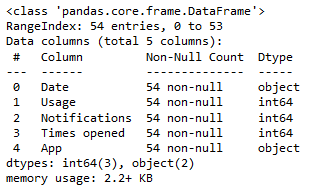 <class 'pandas.core.frame.DataFrame'>
RangeIndex: 54 entries, 0 to 53
Data columns (total 5 columns):
 #   Column         Non-Null Count  Dtype
---  ------         --------------  -----
 0   Date           54 non-null     object
 1   Usage          54 non-null     int64
 2   Notifications  54 non-null     int64
 3   Times opened   54 non-null     int64
 4   App            54 non-null     object
dtypes: int64(3), object(2)
memory usage: 2.2+ KB